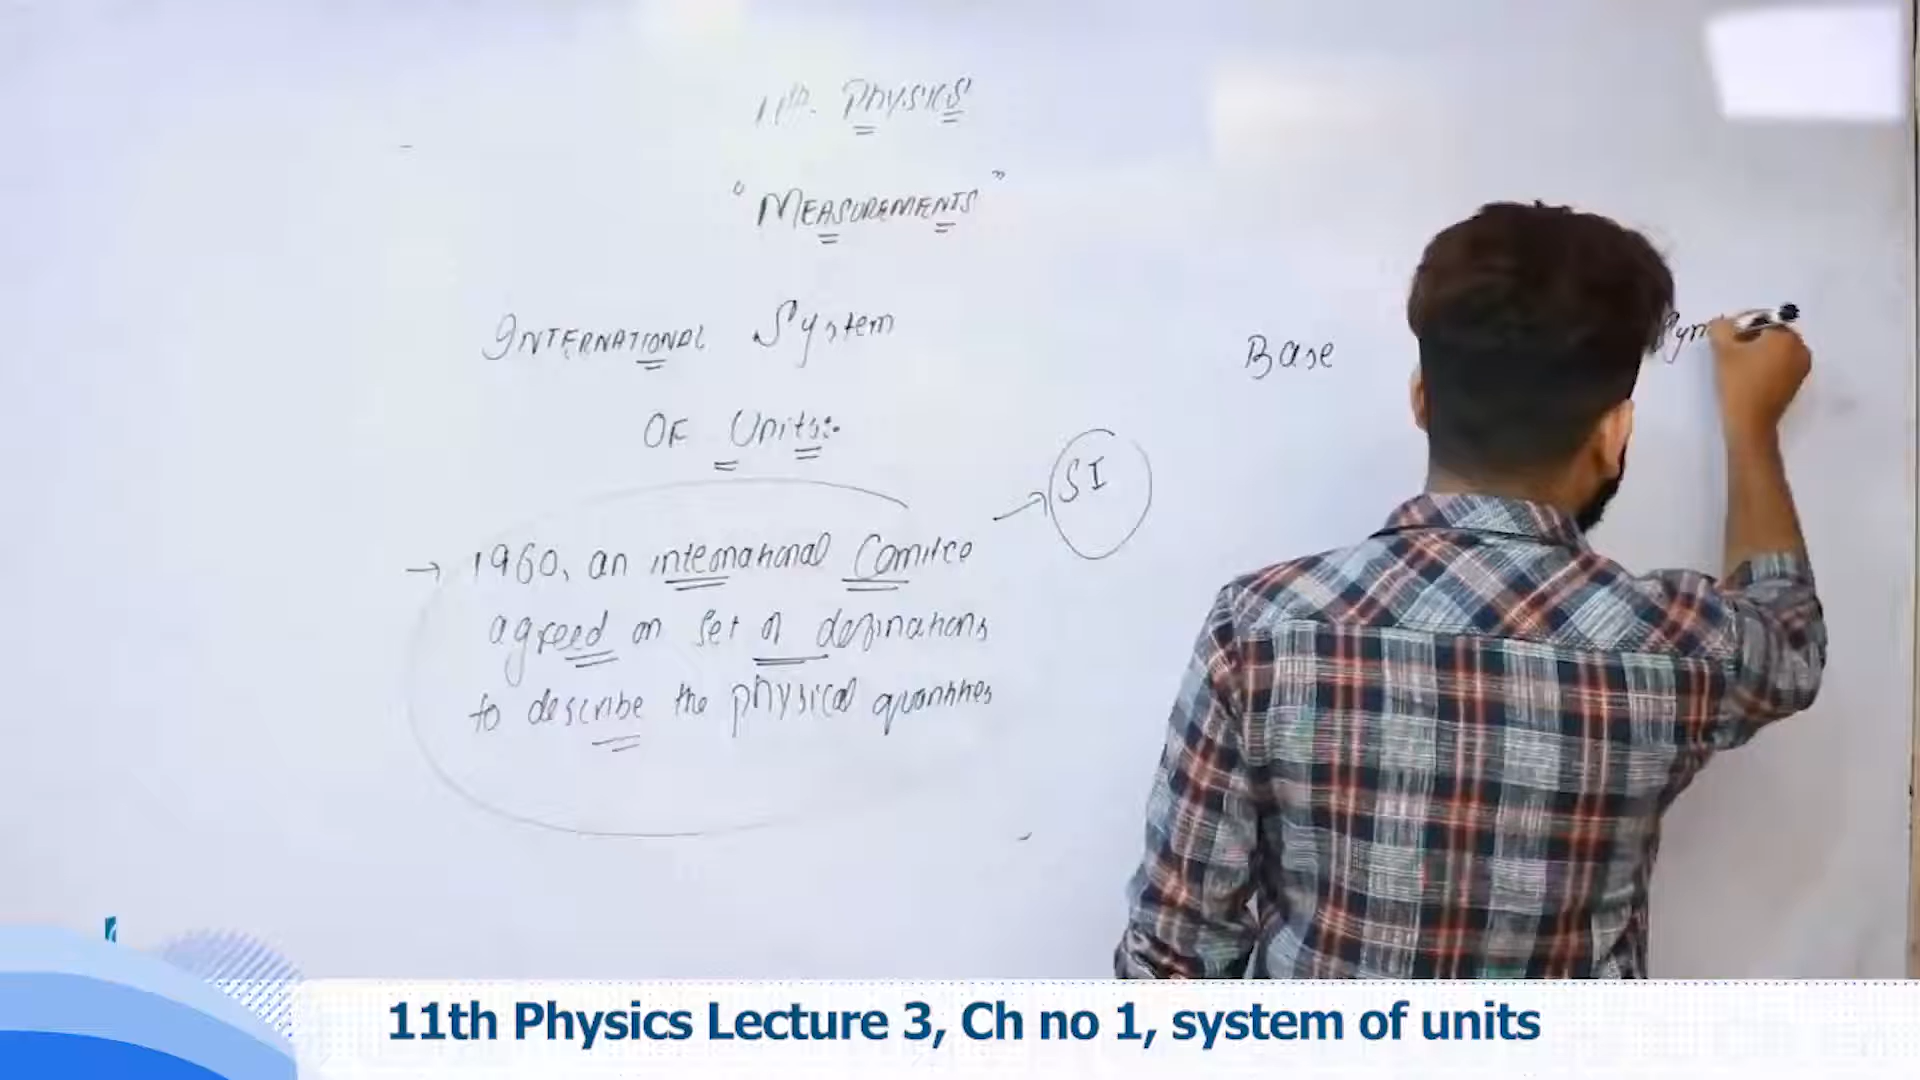 11th. Physics
"MEASUREMENTS"
INTERNATIONAL System
OF Units:-
SI
→ 1960, an international Comitee
agreed on set of definations
to describe the physical quantities
Base
Sym
11th Physics Lecture 3, Ch no 1, system of units